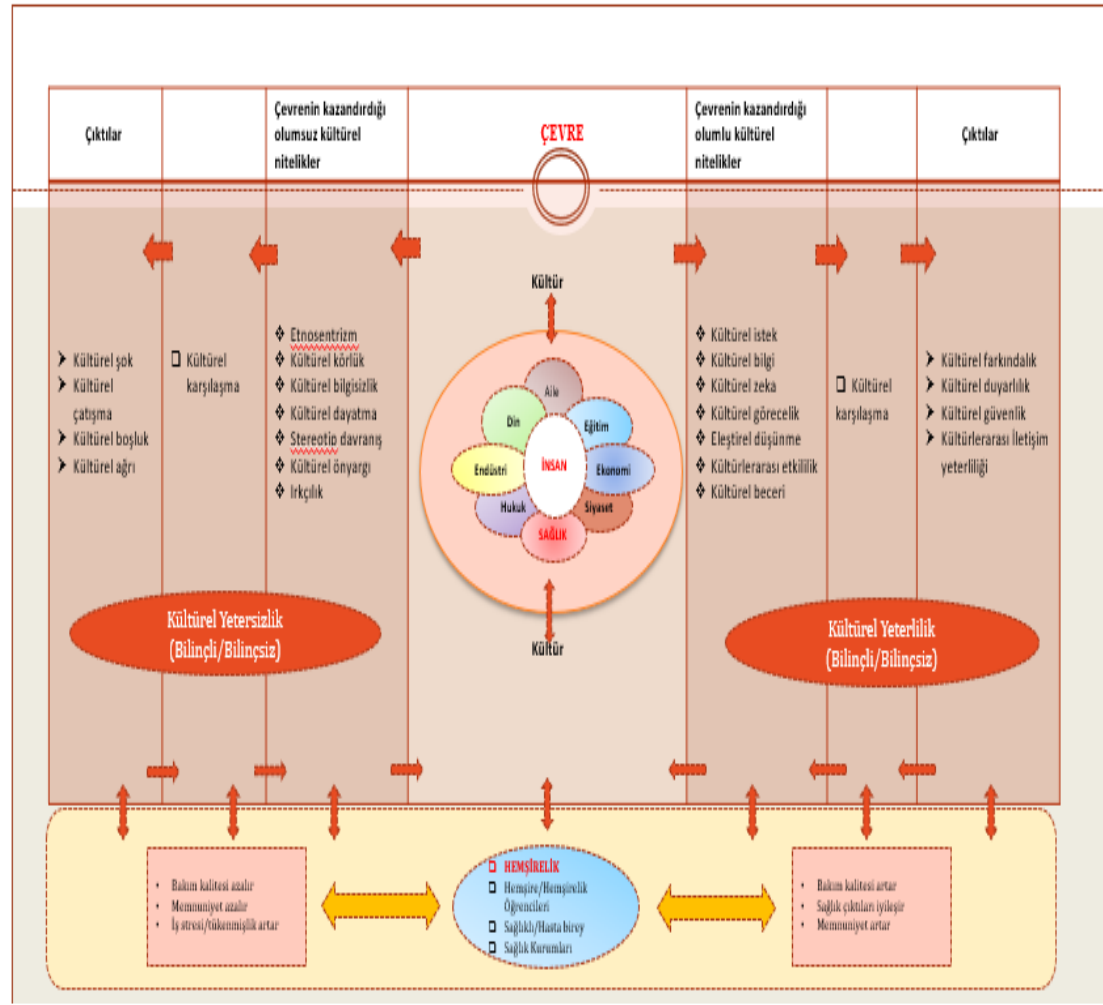 Çıktılar
Çevrenin kazandırdığı
olumsuz kültürel
nitelikler
ÇEVRE
Çevrenin kazandırdığı
olumlu kültürel
nitelikler
Çıktılar
Kültürel şok
Kültürel
çatışma
Kültürel boşluk
Kültürel ağrı
Kültürel
karşılaşma
Etnosentrizm
Kültürel körlük
Kültürel bilgisizlik
Kültürel dayatma
Stereotip davranış
Kültürel önyargı
Irkçılık
Kültür
Aile
Din
Eğitim
Endüstri
İNSAN
Ekonomi
Hukuk
Siyaset
SAĞLIK
Kültür
Kültürel istek
Kültürel bilgi
Kültürel zeka
Kültürel görecelik
Eleştirel düşünme
Kültürlerarası etkililik
Kültürel beceri
Kültürel
karşılaşma
Kültürel farkındalık
Kültürel duyarlılık
Kültürel güvenlik
Kültürlerarası İletişim
yeterliliği
Kültürel Yetersizlik
(Bilinçli/Bilinçsiz)
Kültürel Yeterlilik
(Bilinçli/Bilinçsiz)
Bakım kalitesi azalır
Memnuniyet azalır
İş stresi/tükenmişlik artar
HEMŞİRELİK
Hemşire/Hemşirelik
Öğrencileri
Sağlıklı/Hasta birey
Sağlık Kurumları
Bakım kalitesi artar
Sağlık çıktıları iyileşir
Memnuniyet artar